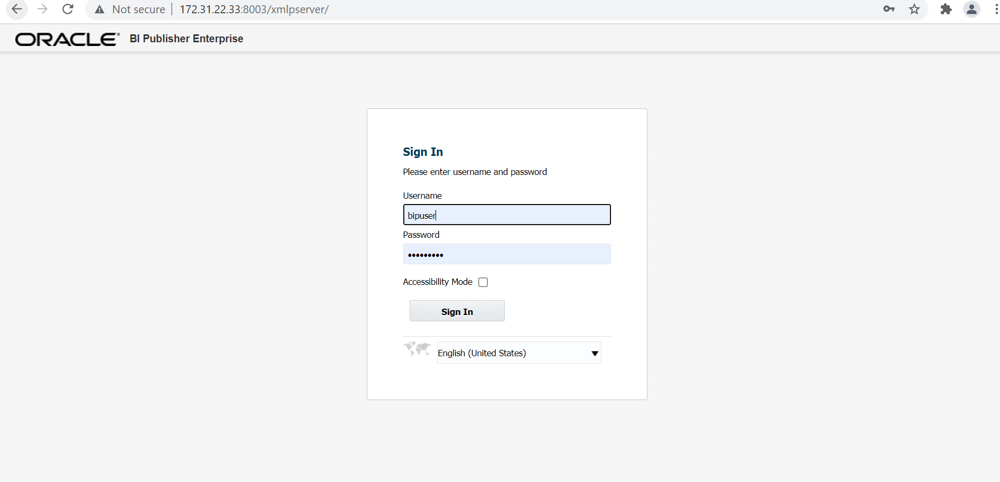 Not secure 172.31.22.33:8003/xmlpserver/
ORACLE® BI Publisher Enterprise
Sign In
Please enter username and password
Username
bipuser
Password
•••••••••
Accessibility Mode
Sign In
English (United States)